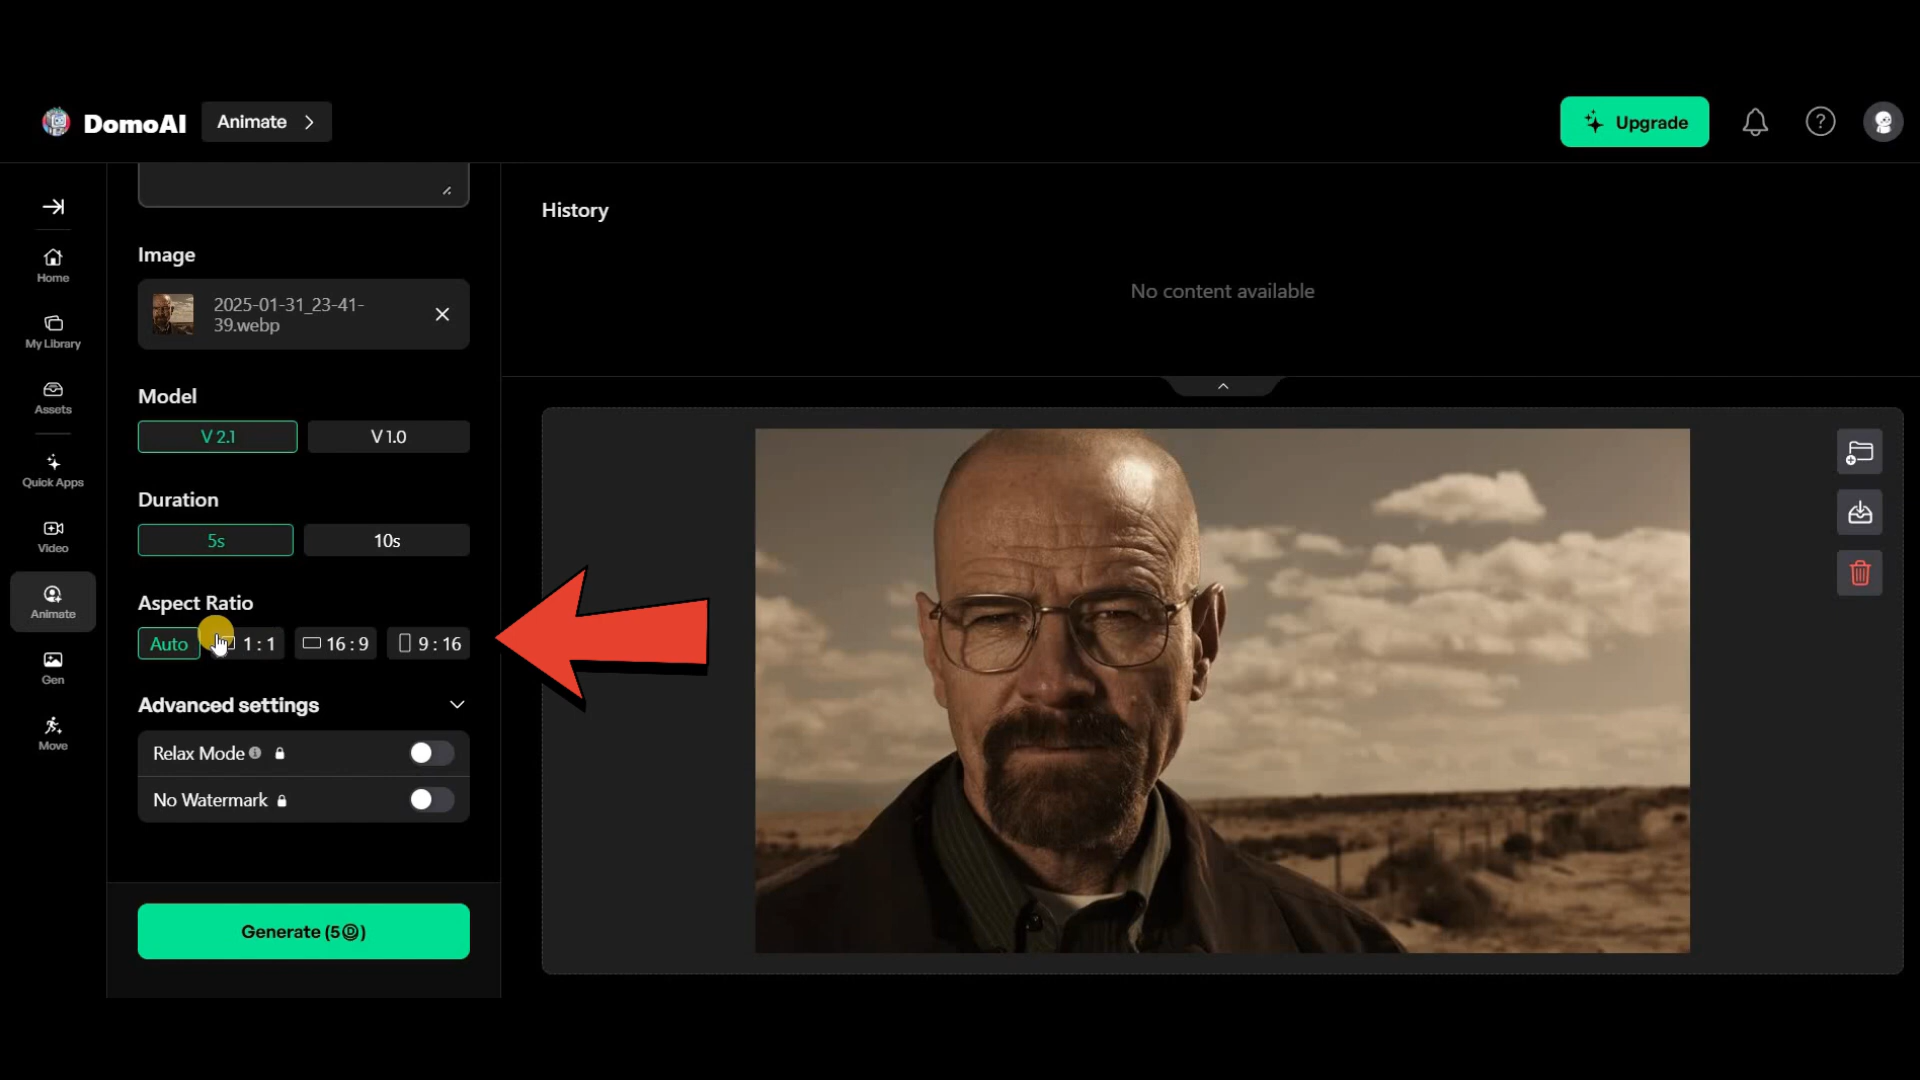 DomoAI
Animate
Upgrade
Home
My Library
Assets
Quick Apps
Video
Animate
Gen
Move
Image
2025-01-31_23-41-
39.webp
Model
V 2.1
V 1.0
Duration
5s
10s
Aspect Ratio
Auto
1 : 1
16 : 9
9 : 16
Advanced settings
Relax Mode
No Watermark
Generate (5)
History
No content available